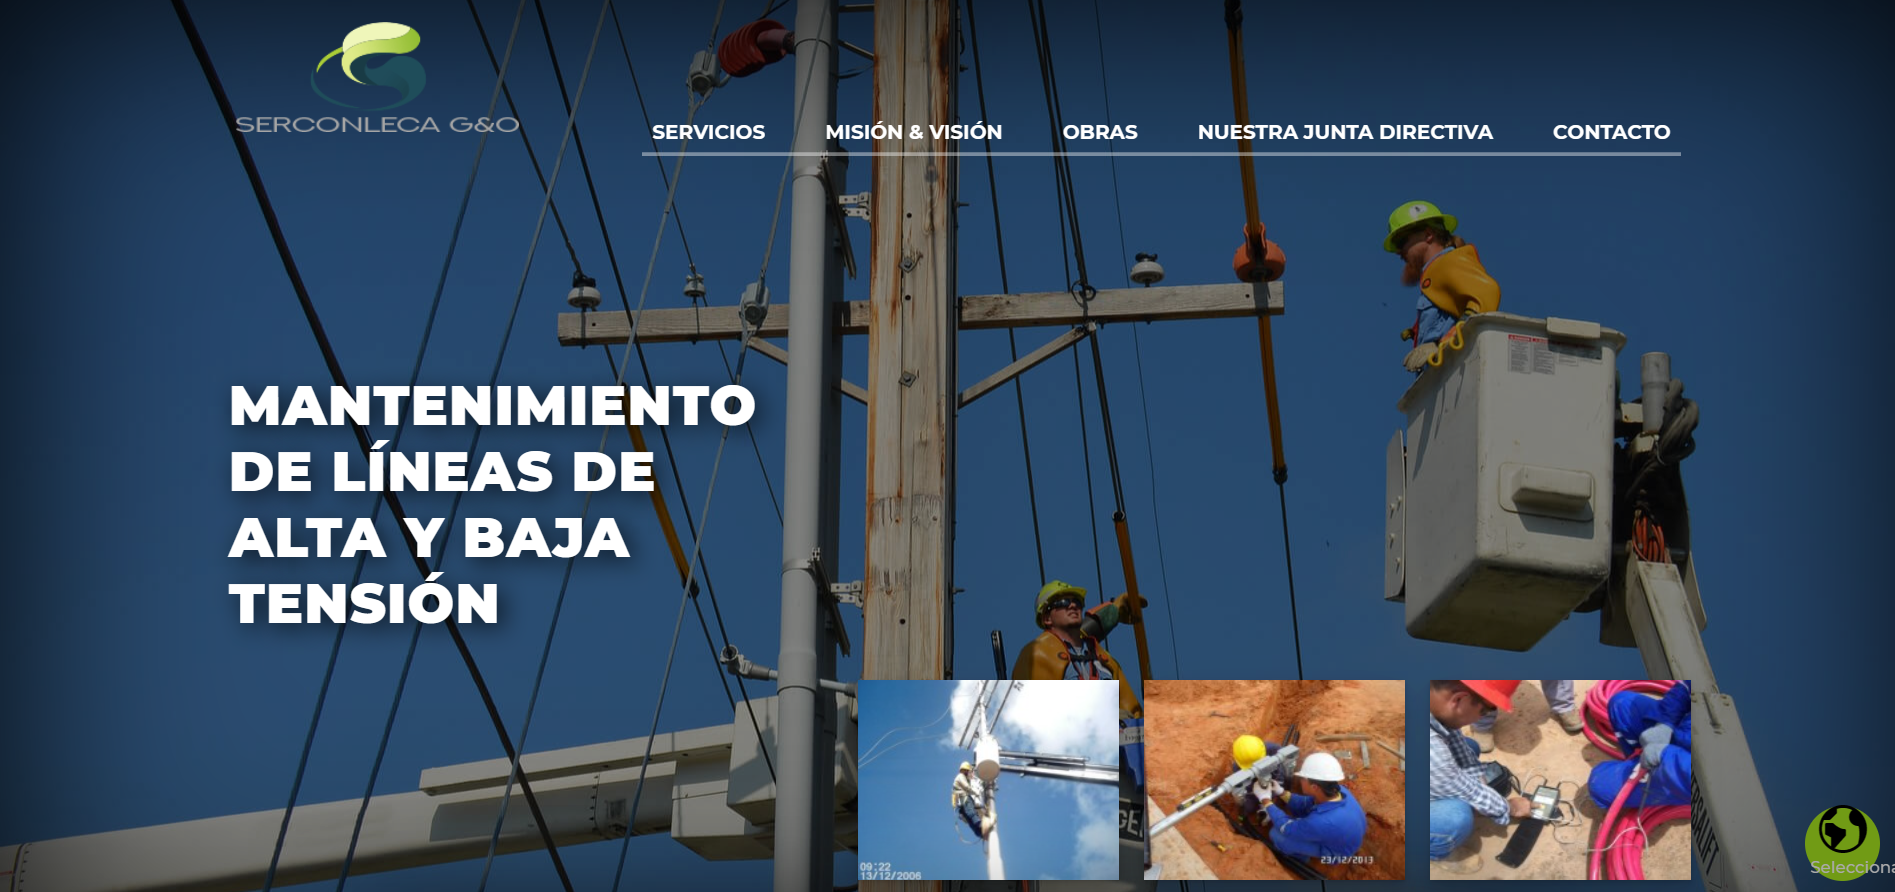 SERCONLECA G&O
SERVICIOS
MISIÓN & VISIÓN
OBRAS
NUESTRA JUNTA DIRECTIVA
CONTACTO
MANTENIMIENTO
DE LÍNEAS DE
ALTA Y BAJA
TENSIÓN
09:22
13/12/2006
23/12/2013
Selecciona